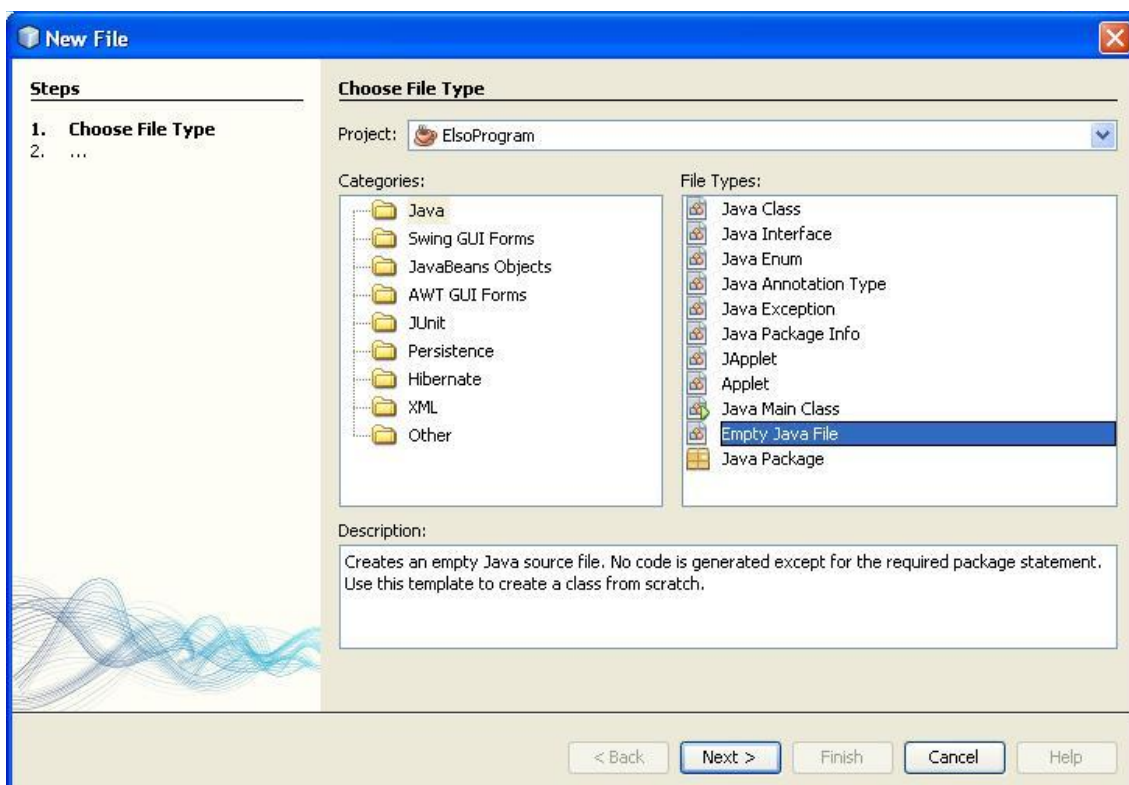 New File
Steps
1. Choose File Type
2. ...
Choose File Type
Project: ElsoProgram
Categories:
Java
Swing GUI Forms
JavaBeans Objects
AWT GUI Forms
JUnit
Persistence
Hibernate
XML
Other
File Types:
Java Class
Java Interface
Java Enum
Java Annotation Type
Java Exception
Java Package Info
JApplet
Applet
Java Main Class
Empty Java File
Java Package
Description:
Creates an empty Java source file. No code is generated except for the required package statement.
Use this template to create a class from scratch.
< Back Next > Finish Cancel Help